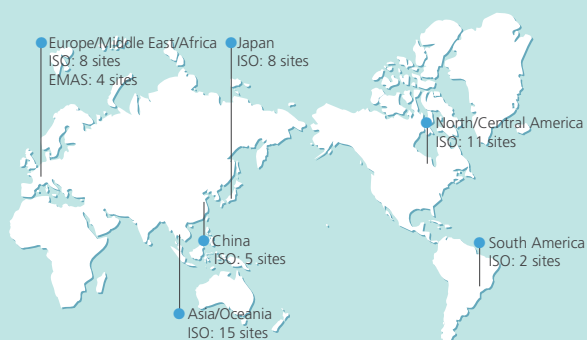 Europe/Middle East/Africa
ISO: 8 sites
EMAS: 4 sites
Japan
ISO: 8 sites
North/Central America
ISO: 11 sites
China
ISO: 5 sites
South America
ISO: 2 sites
Asia/Oceania
ISO: 15 sites